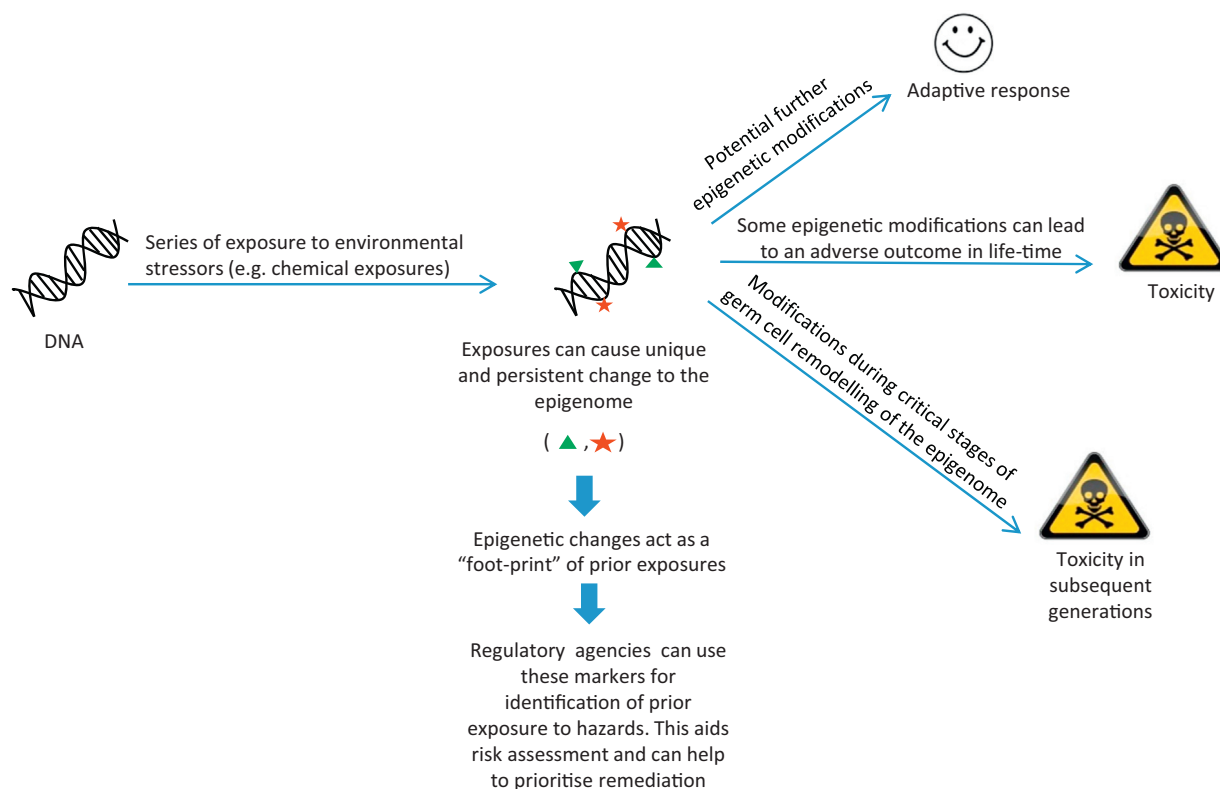 DNA
Series of exposure to environmental
stressors (e.g. chemical exposures)
Exposures can cause unique
and persistent change to the
epigenome
( , )
Epigenetic changes act as a
“foot-print” of prior exposures
Regulatory agencies can use
these markers for
identification of prior
exposure to hazards. This aids
risk assessment and can help
to prioritise remediation
Potential further
epigenetic modifications
Adaptive response
Some epigenetic modifications can lead
to an adverse outcome in life-time
Toxicity
Modifications during critical stages of
germ cell remodelling of the epigenome
Toxicity in
subsequent
generations